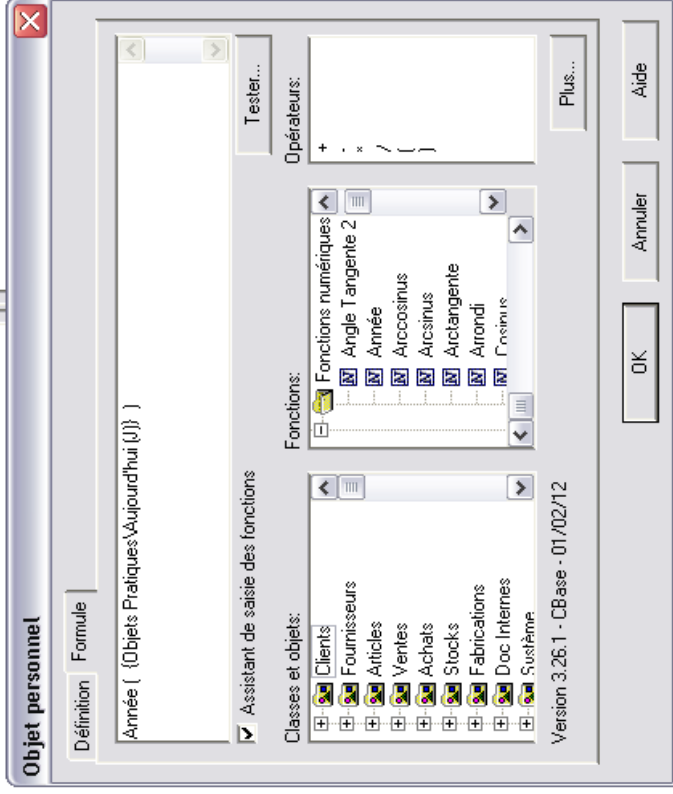 Objet personnel
Définition Formule
Année ( {Objets Pratiques\Aujourd'hui (J)} )
Assistant de saisie des fonctions
Tester...
Classes et objets:
Clients
Fournisseurs
Articles
Ventes
Achats
Stocks
Fabrications
Doc Internes
Système
Fonctions:
Fonctions numériques
Angle Tangente 2
Année
Arccosinus
Arcsinus
Arctangente
Arrondi
Cosinus
Opérateurs:
+
-
*
/
(
)
Version 3.26.1 - CBase - 01/02/12
Plus...
OK Annuler Aide